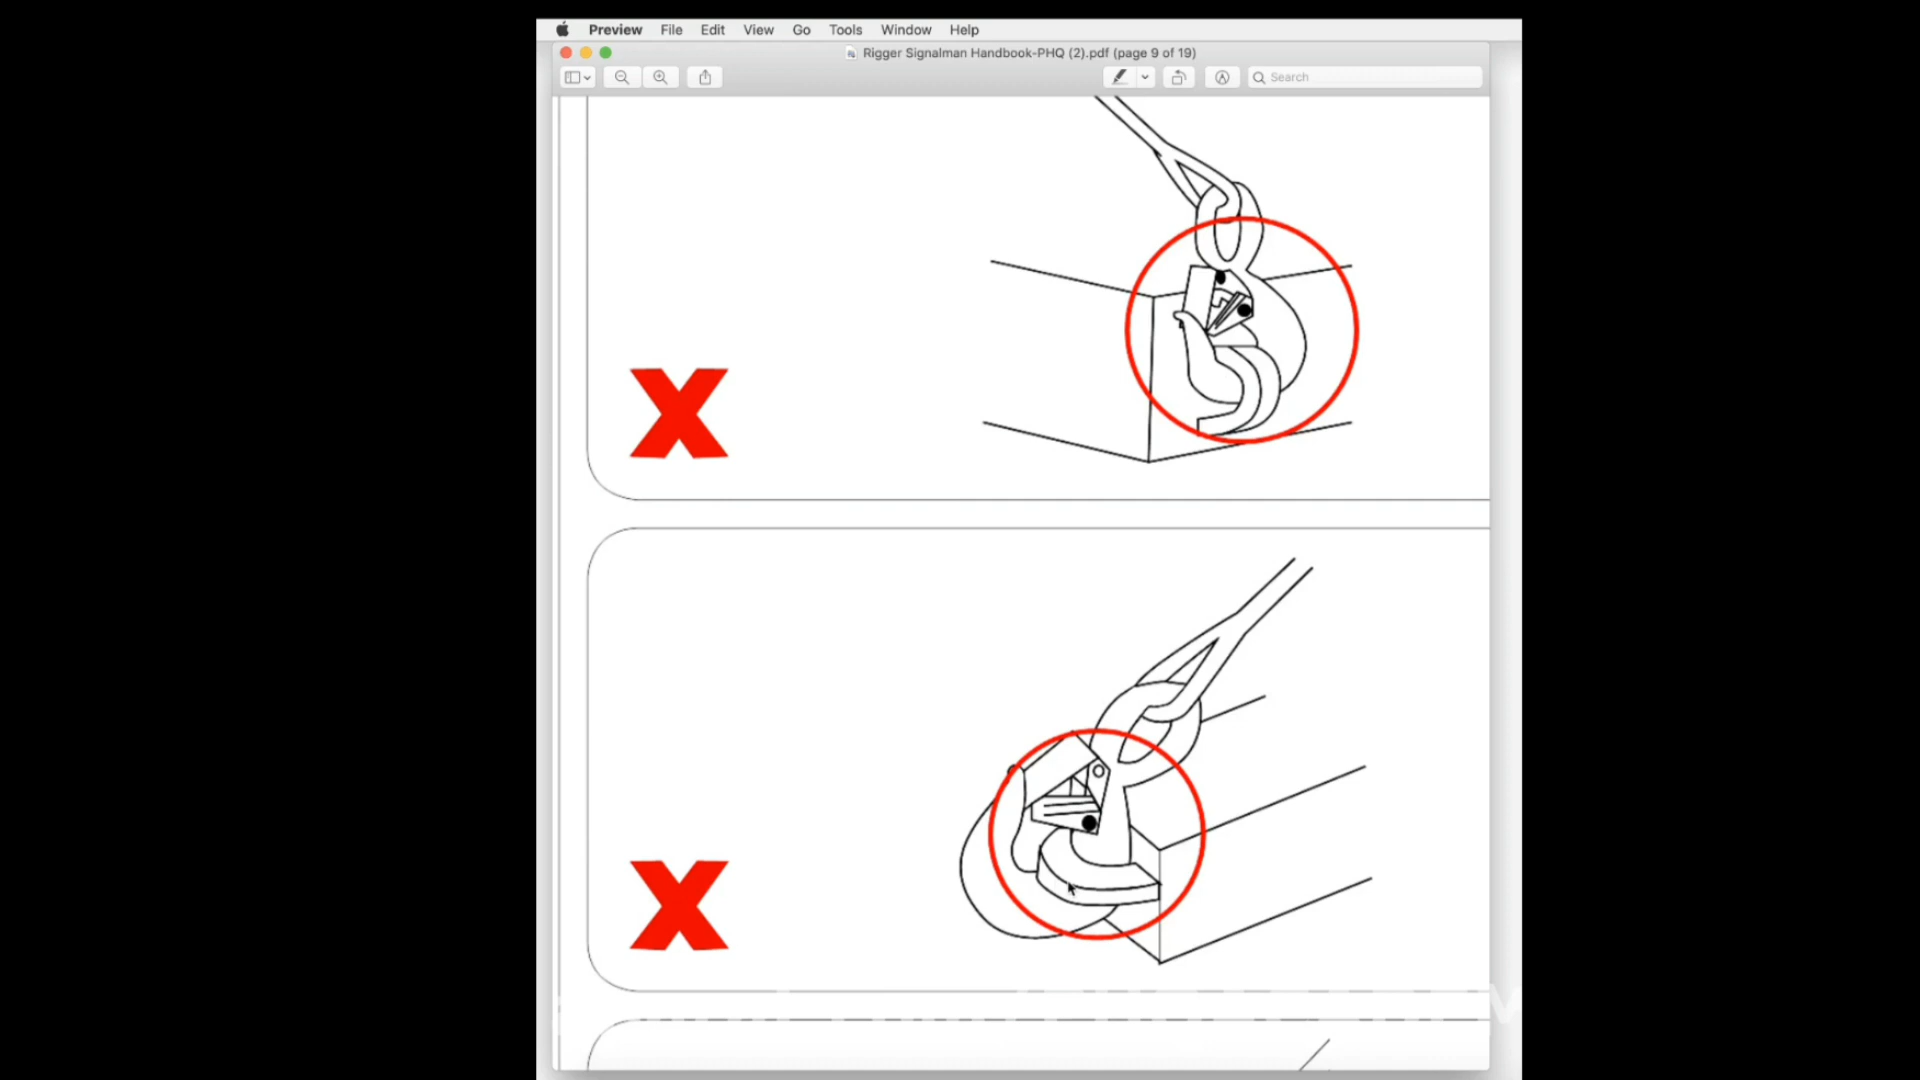 Preview File Edit View Go Tools Window Help
Rigger Signalman Handbook-PHQ (2).pdf (page 9 of 19)
Search
X
X